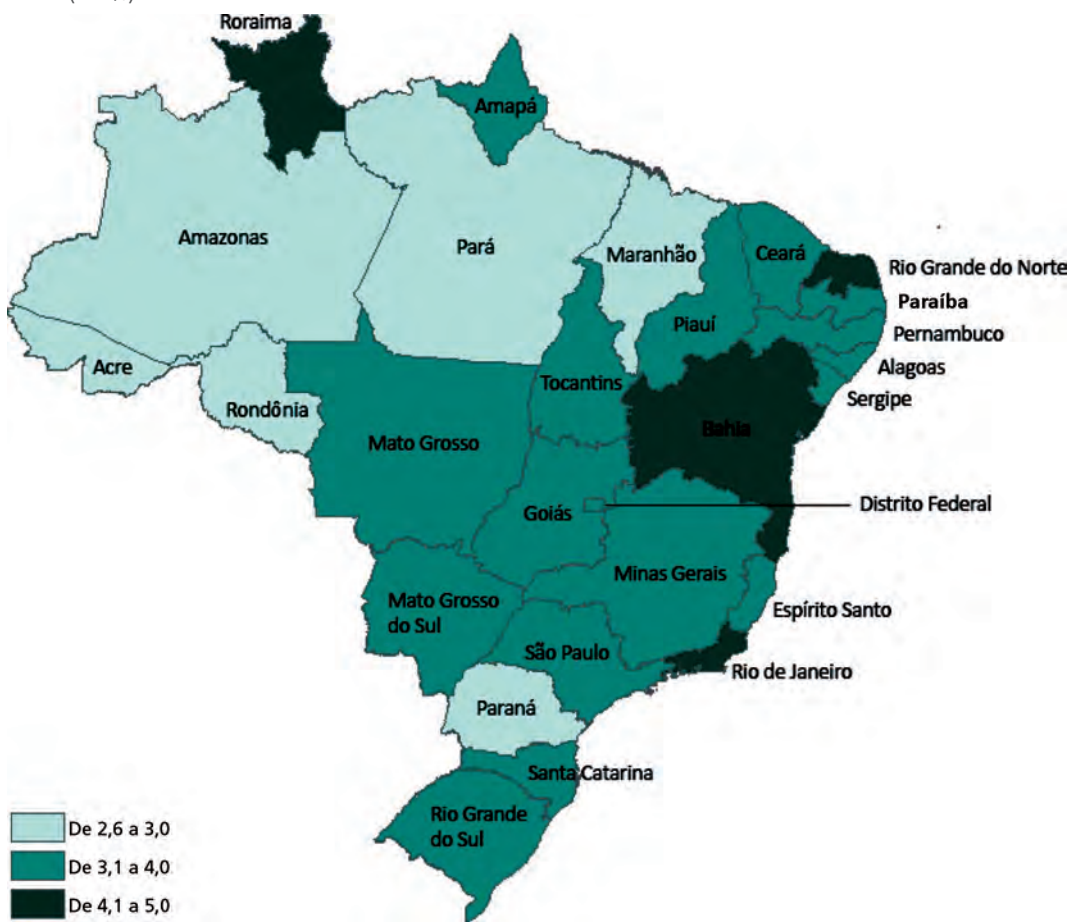 Roraima
Amapá
Amazonas
Pará
Maranhão
Ceará
Rio Grande do Norte
Paraíba
Piauí
Pernambuco
Acre
Alagoas
Tocantins
Sergipe
Rondônia
Bahia
Mato Grosso
Distrito Federal
Goiás
Minas Gerais
Mato Grosso
do Sul
Espírito Santo
São Paulo
Rio de Janeiro
Paraná
Santa Catarina
Rio Grande
do Sul
De 2,6 a 3,0
De 3,1 a 4,0
De 4,1 a 5,0